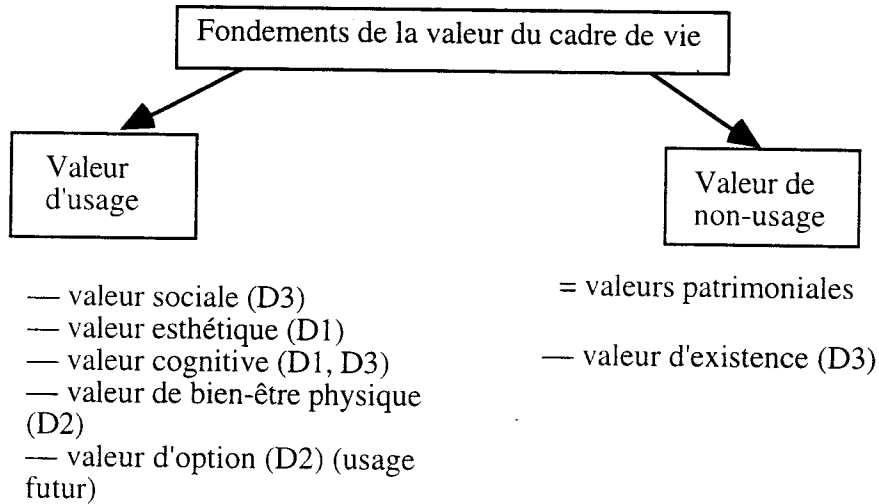 Fondements de la valeur du cadre de vie
Valeur
d'usage
Valeur de
non-usage
— valeur sociale (D3)
— valeur esthétique (D1)
— valeur cognitive (D1, D3)
— valeur de bien-être physique
(D2)
— valeur d'option (D2) (usage
futur)
= valeurs patrimoniales
— valeur d'existence (D3)